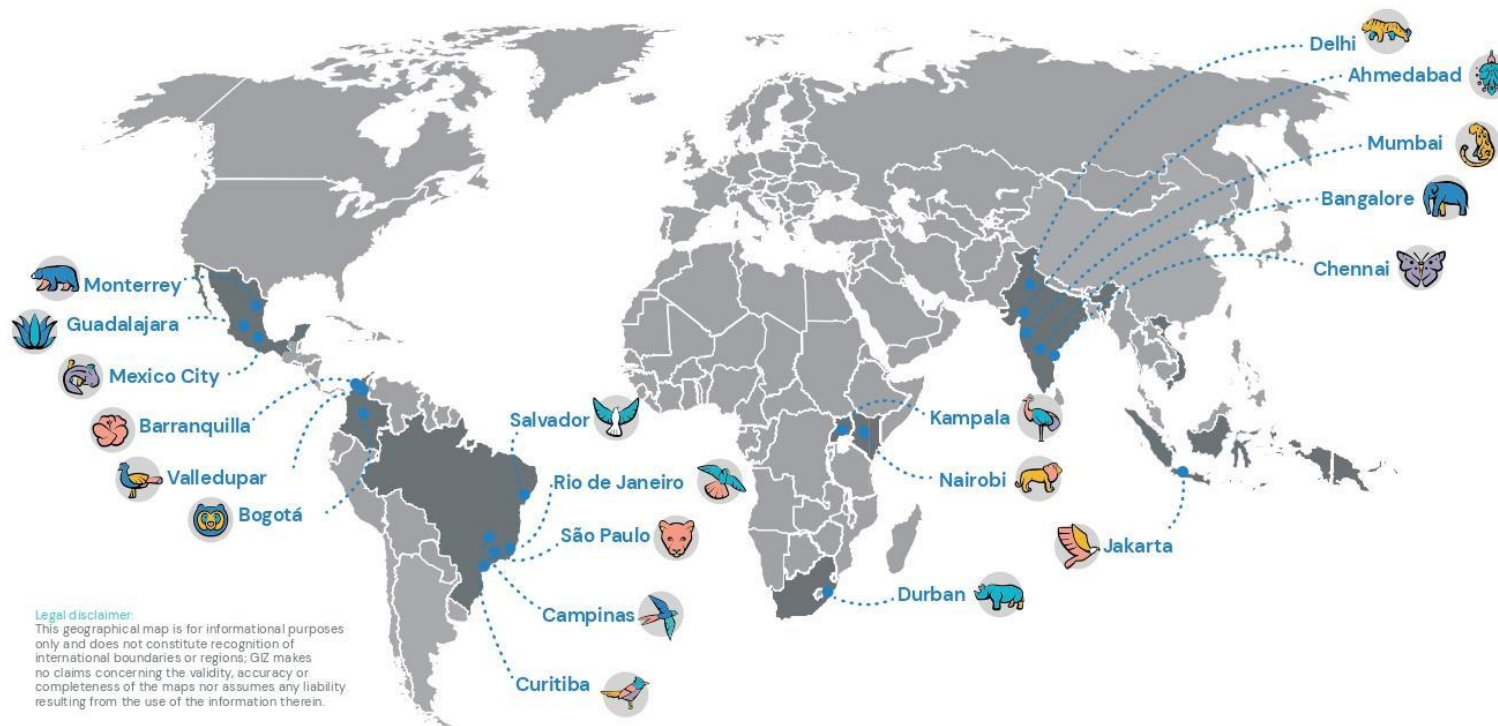 Delhi
Ahmedabad
Mumbai
Bangalore
Chennai
Monterrey
Guadalajara
Mexico City
Barranquilla
Valledupar
Bogotá
Salvador
Rio de Janeiro
São Paulo
Campinas
Curitiba
Kampala
Nairobi
Jakarta
Durban
Legal disclaimer:
This geographical map is for informational purposes
only and does not constitute recognition of
international boundaries or regions; GIZ makes
no claims concerning the validity, accuracy or
completeness of the maps nor assumes any liability
resulting from the use of the information therein.